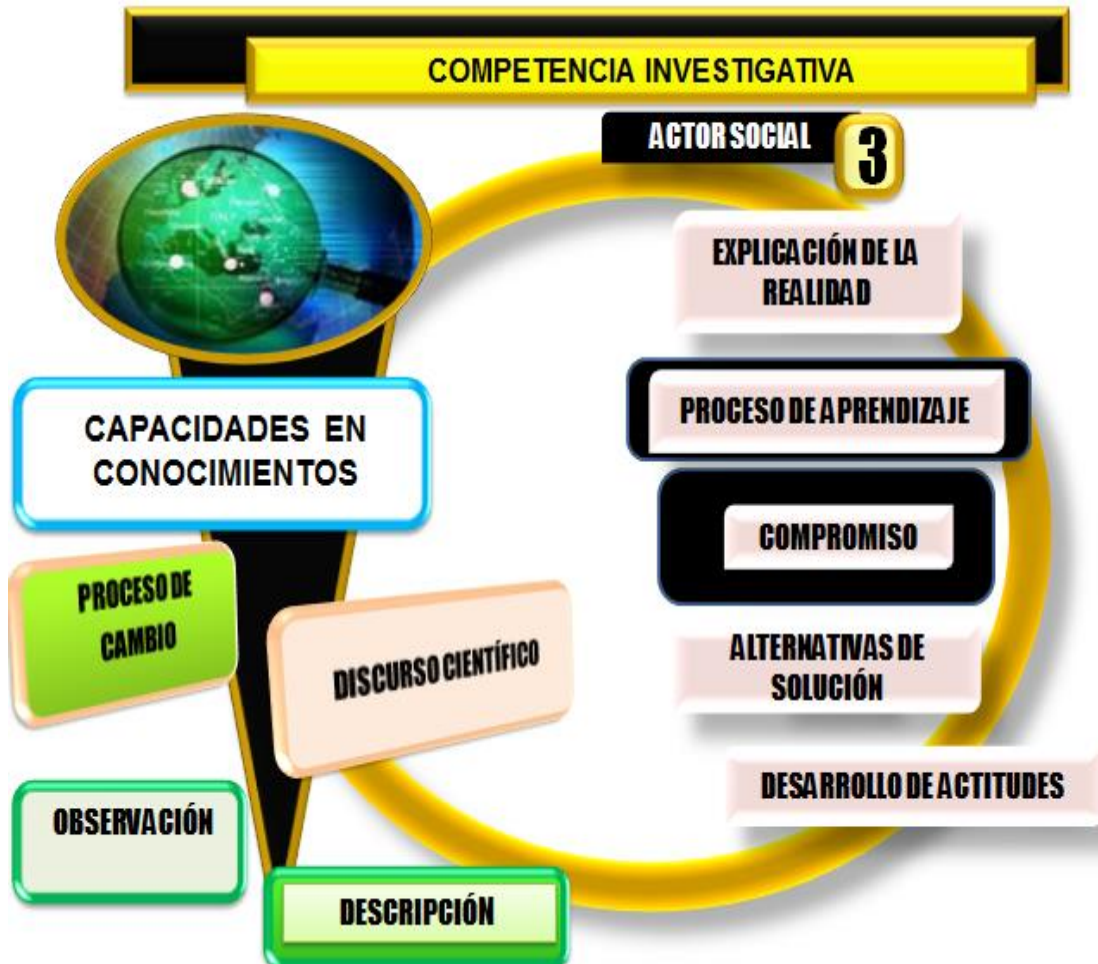 COMPETENCIA INVESTIGATIVA
ACTOR SOCIAL
3
EXPLICACIÓN DE LA
REALIDAD
PROCESO DE APRENDIZAJE
COMPROMISO
ALTERNATIVAS DE
SOLUCIÓN
DESARROLLO DE ACTITUDES
CAPACIDADES EN
CONOCIMIENTOS
PROCESO DE
CAMBIO
DISCURSO CIENTÍFICO
OBSERVACIÓN
DESCRIPCIÓN